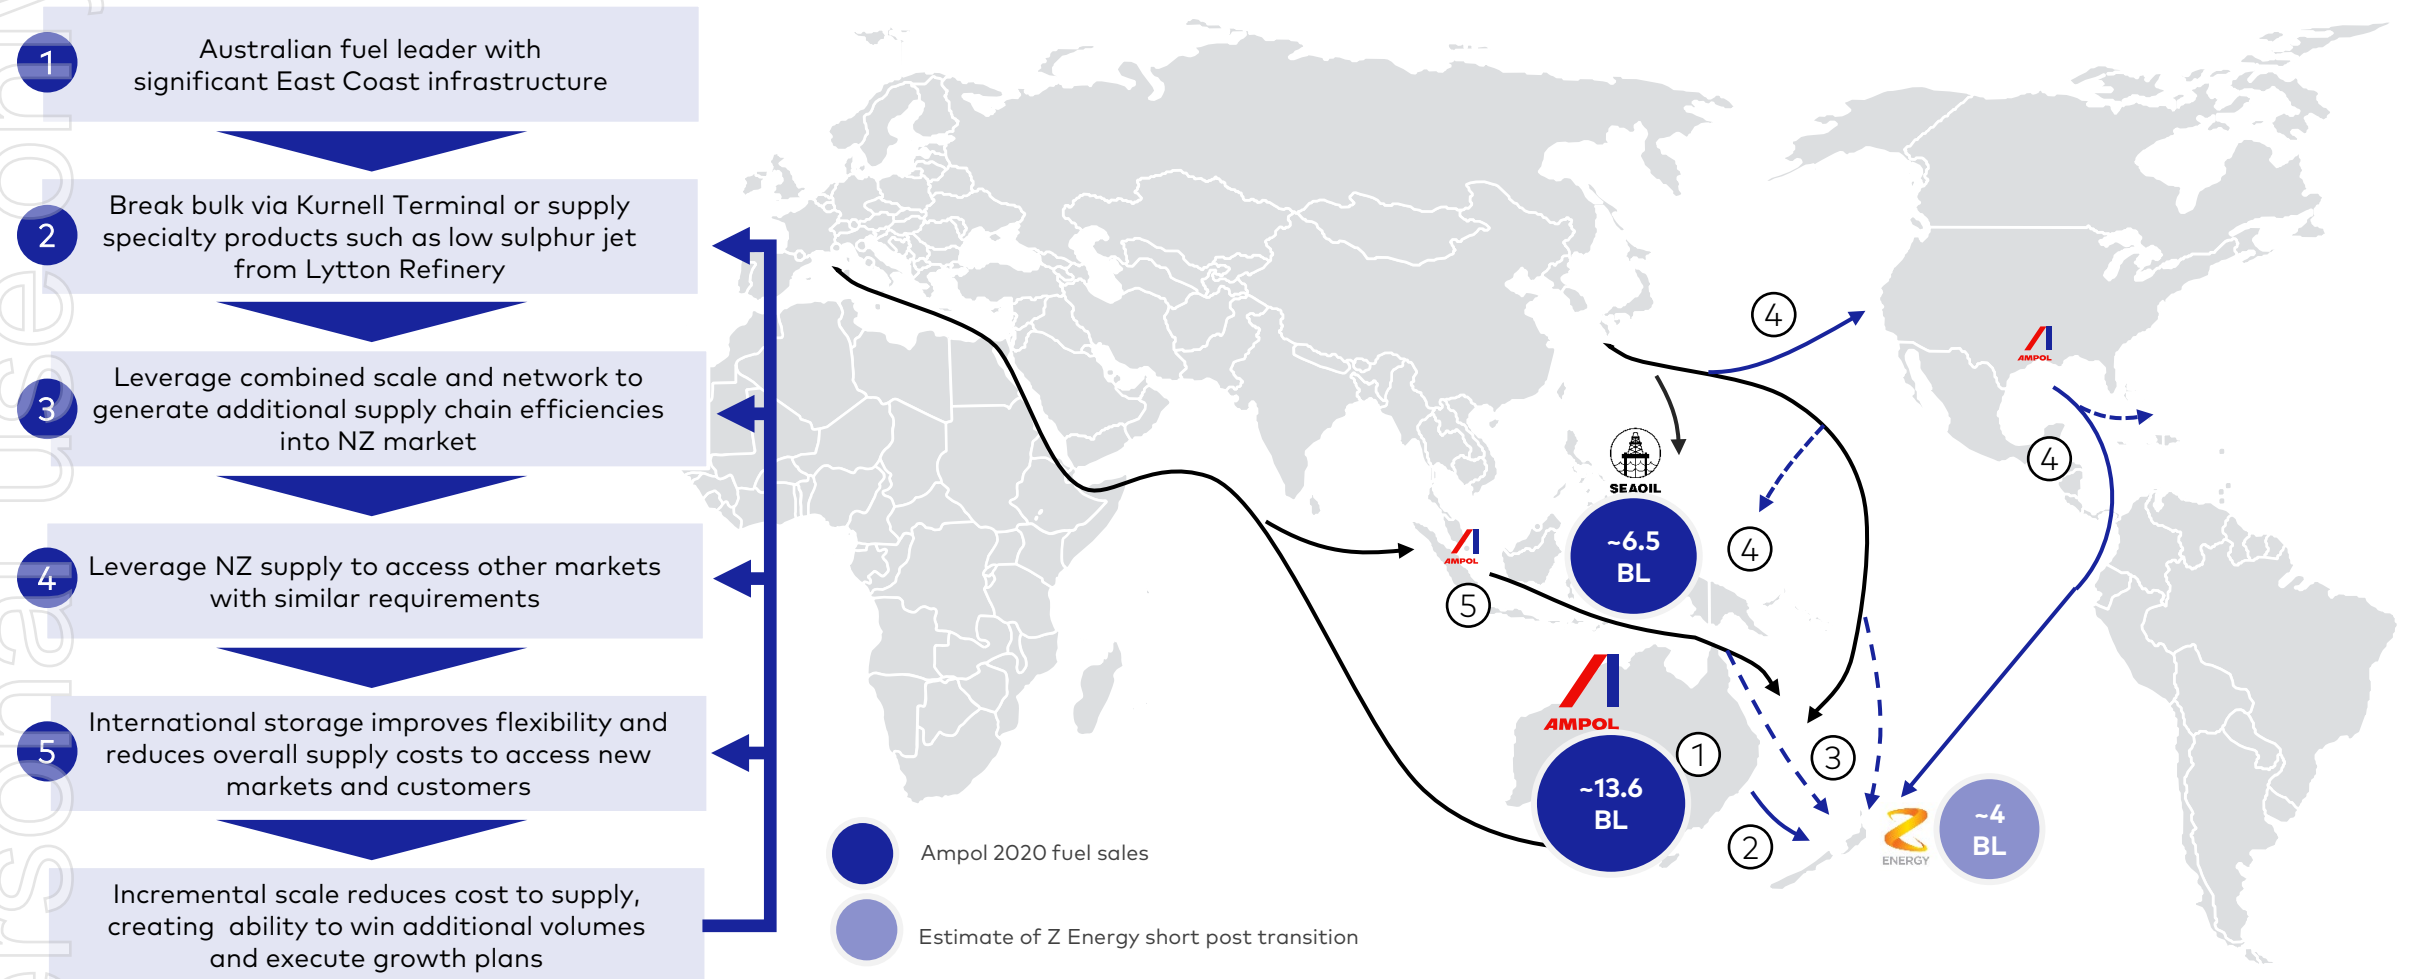 1
Australian fuel leader with
significant East Coast infrastructure
2
Break bulk via Kurnell Terminal or supply
specialty products such as low sulphur jet
from Lytton Refinery
3
Leverage combined scale and network to
generate additional supply chain efficiencies
into NZ market
4
Leverage NZ supply to access other markets
with similar requirements
5
International storage improves flexibility and
reduces overall supply costs to access new
markets and customers
Incremental scale reduces cost to supply,
creating ability to win additional volumes
and execute growth plans
ersonal use only
4
AMPOL
4
SEAOIL
~6.5
BL
4
AMPOL
5
AMPOL
1
3
~13.6
BL
2
ENERGY
~4
BL
Ampol 2020 fuel sales
Estimate of Z Energy short post transition